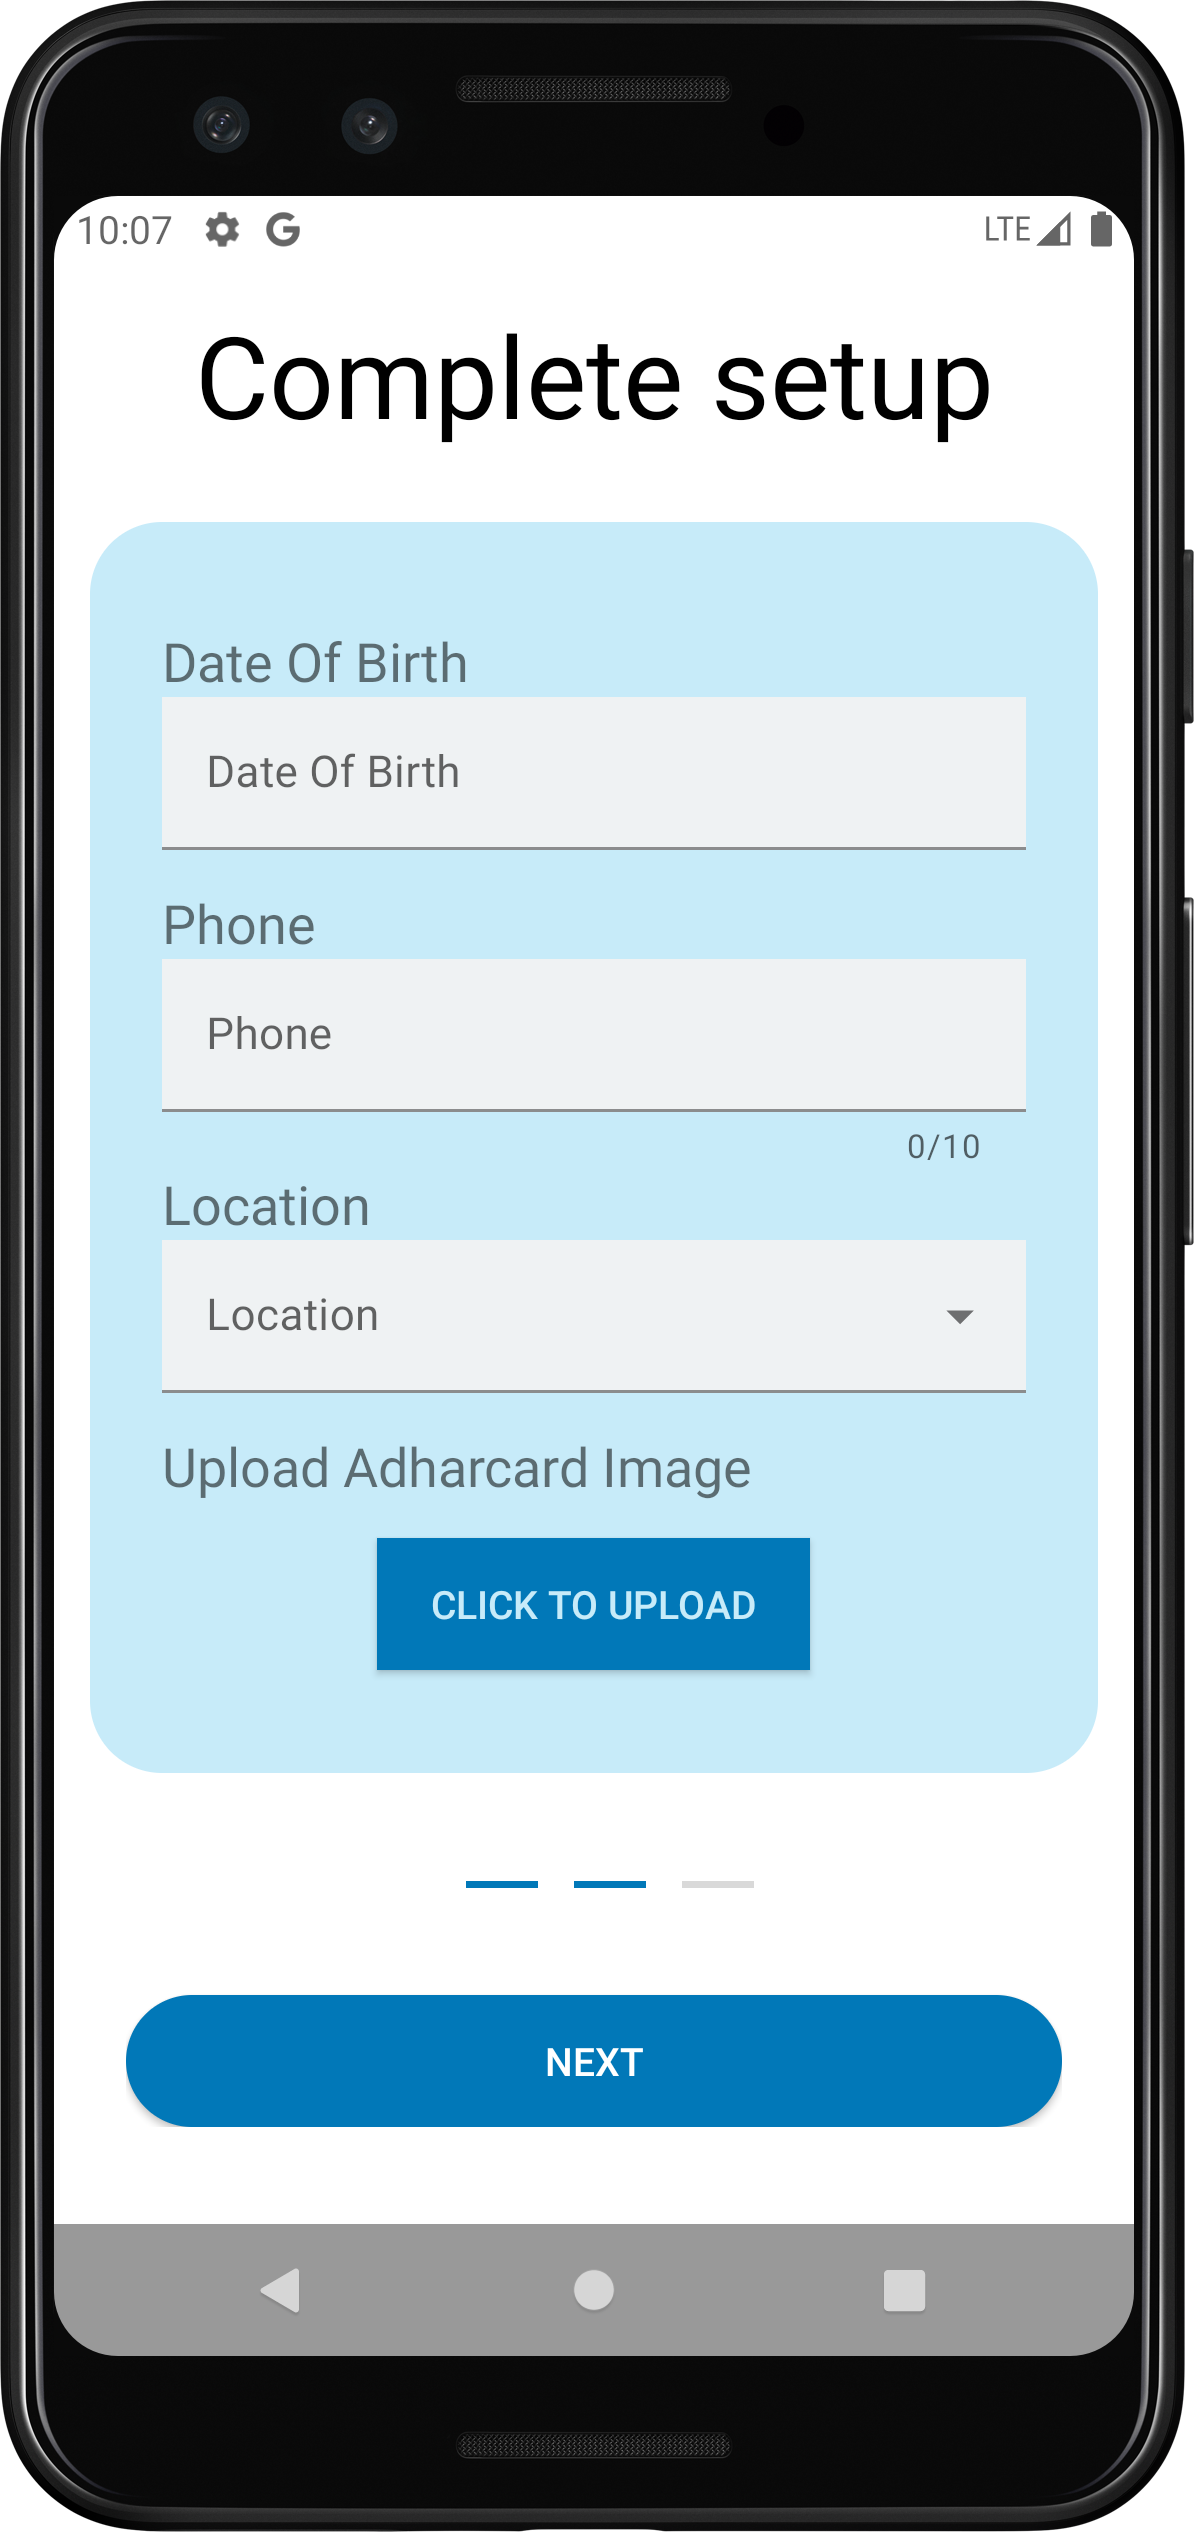 10:07 G LTE
Complete setup
Date Of Birth
Date Of Birth
Phone
Phone
0/10
Location
Location
Upload Adharcard Image
CLICK TO UPLOAD
NEXT